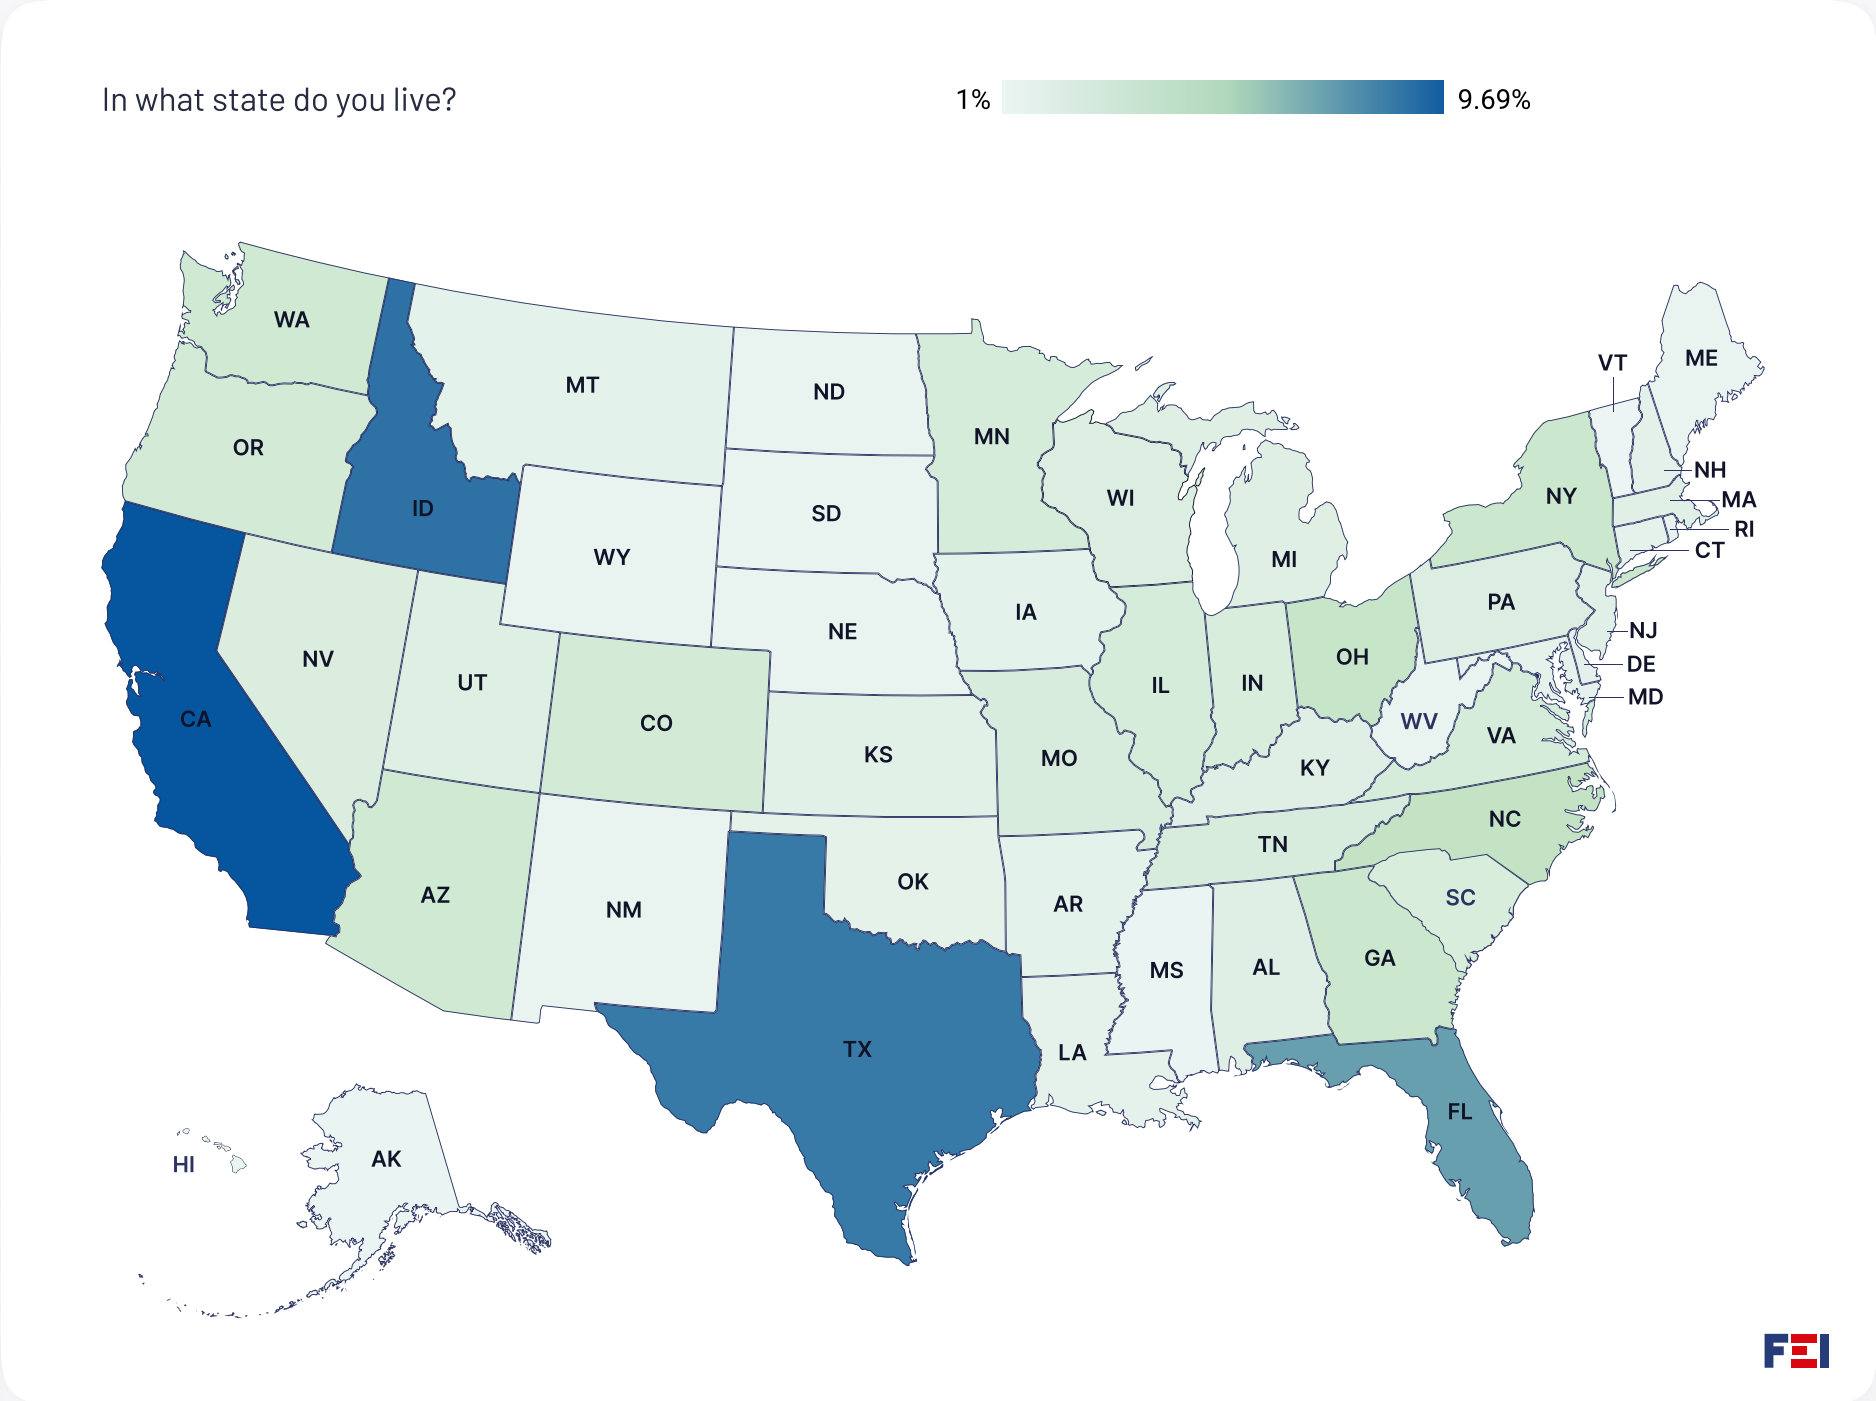 In what state do you live?
1%
9.69%
WA
MT
ND
MN
VT
ME
OR
ID
SD
WI
NY
NH
MA
RI
CT
WY
MI
NE
IA
PA
NJ
NV
UT
CO
KS
MO
IL
IN
OH
DE
MD
CA
WV
VA
KY
NC
TN
AZ
NM
OK
AR
SC
MS
AL
GA
TX
LA
FL
HI
AK
FEI